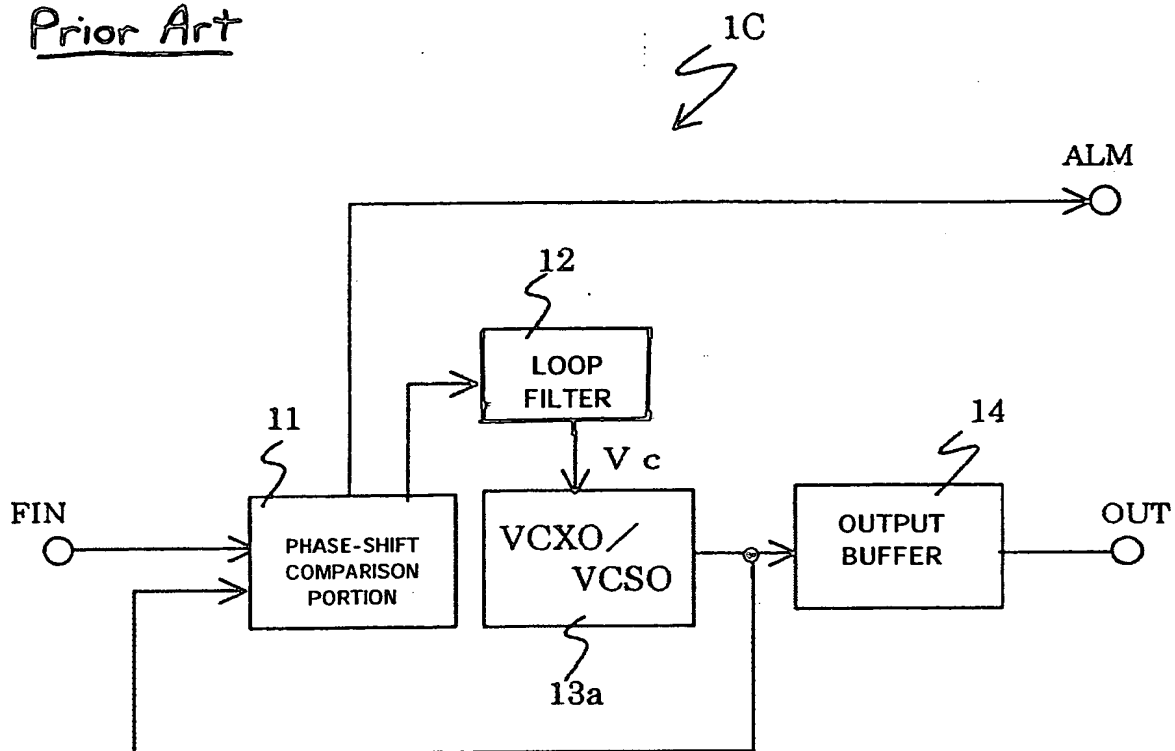 Prior Art
1C
ALM
12
LOOP
FILTER
11
V c
14
FIN
PHASE-SHIFT
COMPARISON
PORTION
VCXO/
VCSO
OUTPUT
BUFFER
OUT
13a